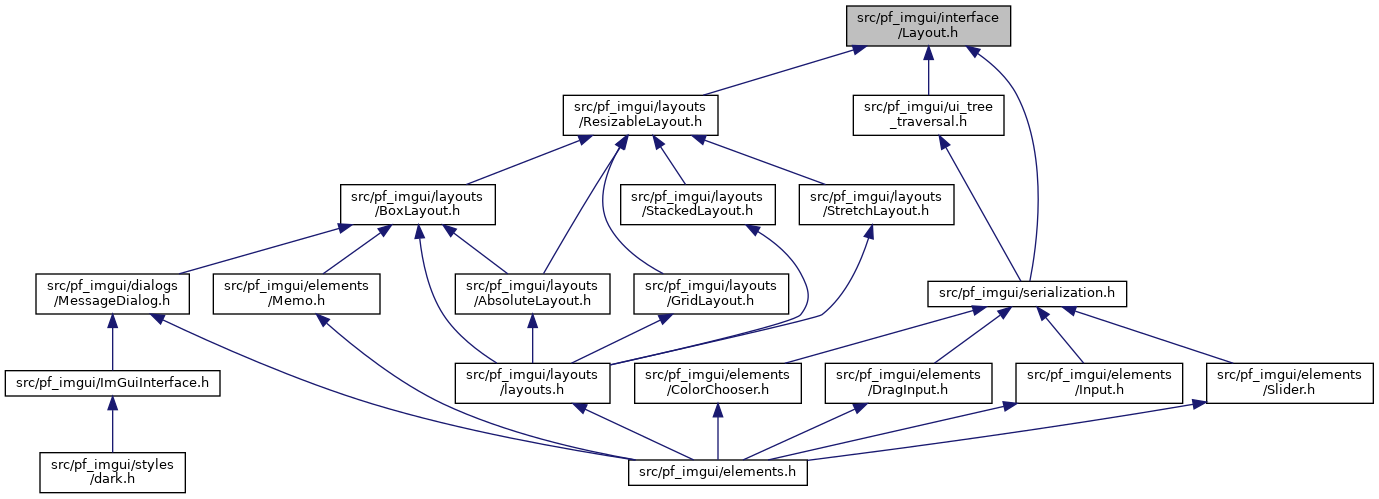 src/pf_imgui/interface
/Layout.h
src/pf_imgui/layouts
/ResizableLayout.h
src/pf_imgui/ui_tree
_traversal.h
src/pf_imgui/layouts
/BoxLayout.h
src/pf_imgui/layouts
/StackedLayout.h
src/pf_imgui/layouts
/StretchLayout.h
src/pf_imgui/dialogs
/MessageDialog.h
src/pf_imgui/elements
/Memo.h
src/pf_imgui/layouts
/AbsoluteLayout.h
src/pf_imgui/layouts
/GridLayout.h
src/pf_imgui/serialization.h
src/pf_imgui/ImGuiInterface.h
src/pf_imgui/layouts
/layouts.h
src/pf_imgui/elements
/ColorChooser.h
src/pf_imgui/elements
/DragInput.h
src/pf_imgui/elements
/Input.h
src/pf_imgui/elements
/Slider.h
src/pf_imgui/styles
/dark.h
src/pf_imgui/elements.h